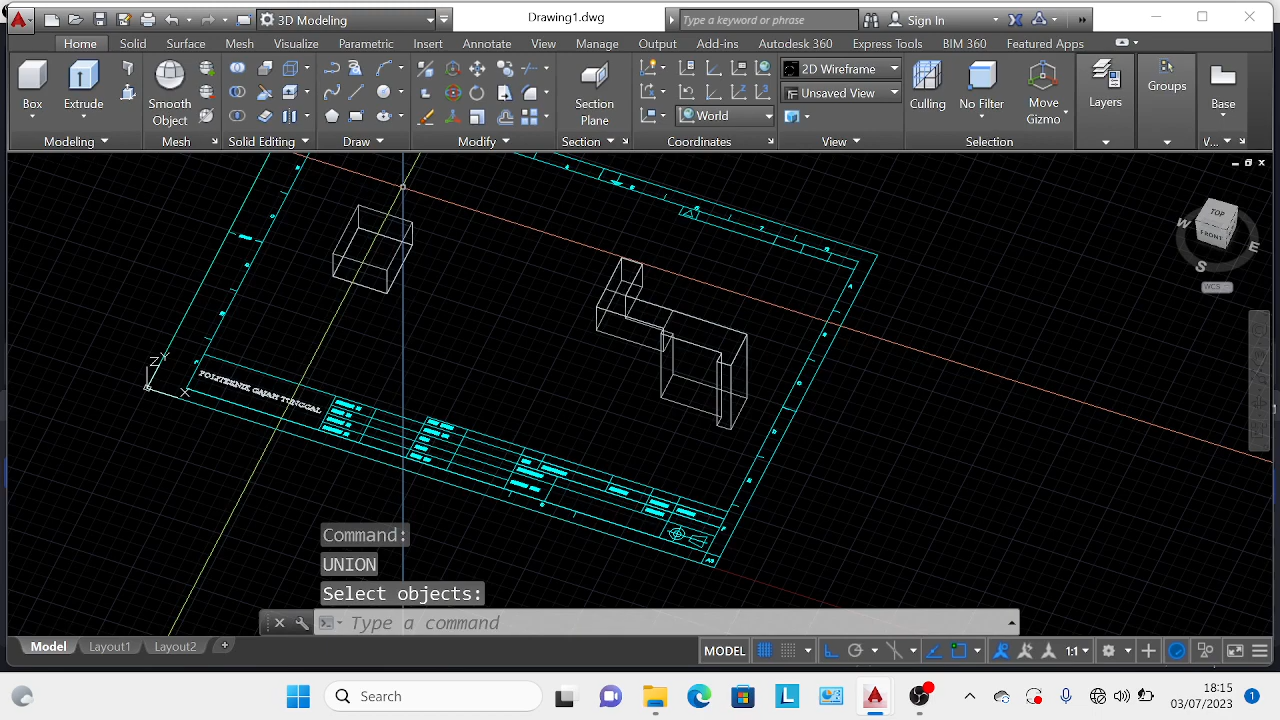 3D Modeling
Drawing1.dwg
Type a keyword or phrase
Sign In
Home Solid Surface Mesh Visualize Parametric Insert Annotate View Manage Output Add-ins Autodesk 360 Express Tools BIM 360 Featured Apps
Box
Extrude
Smooth
Object
Section
Plane
World
2D Wireframe
Unsaved View
Culling
No Filter
Move
Gizmo
Layers
Groups
Base
Modeling
Mesh
Solid Editing
Draw
Modify
Section
Coordinates
View
Selection
V...
TOP
FRONT
W
E
S
WCS
Z
Y
X
POLITEKNIK GAJAH TUNGGAL
Command:
UNION
Select objects:
Type a command
Model Layout1 Layout2
MODEL
1:1
Search
18:15
03/07/2023
1